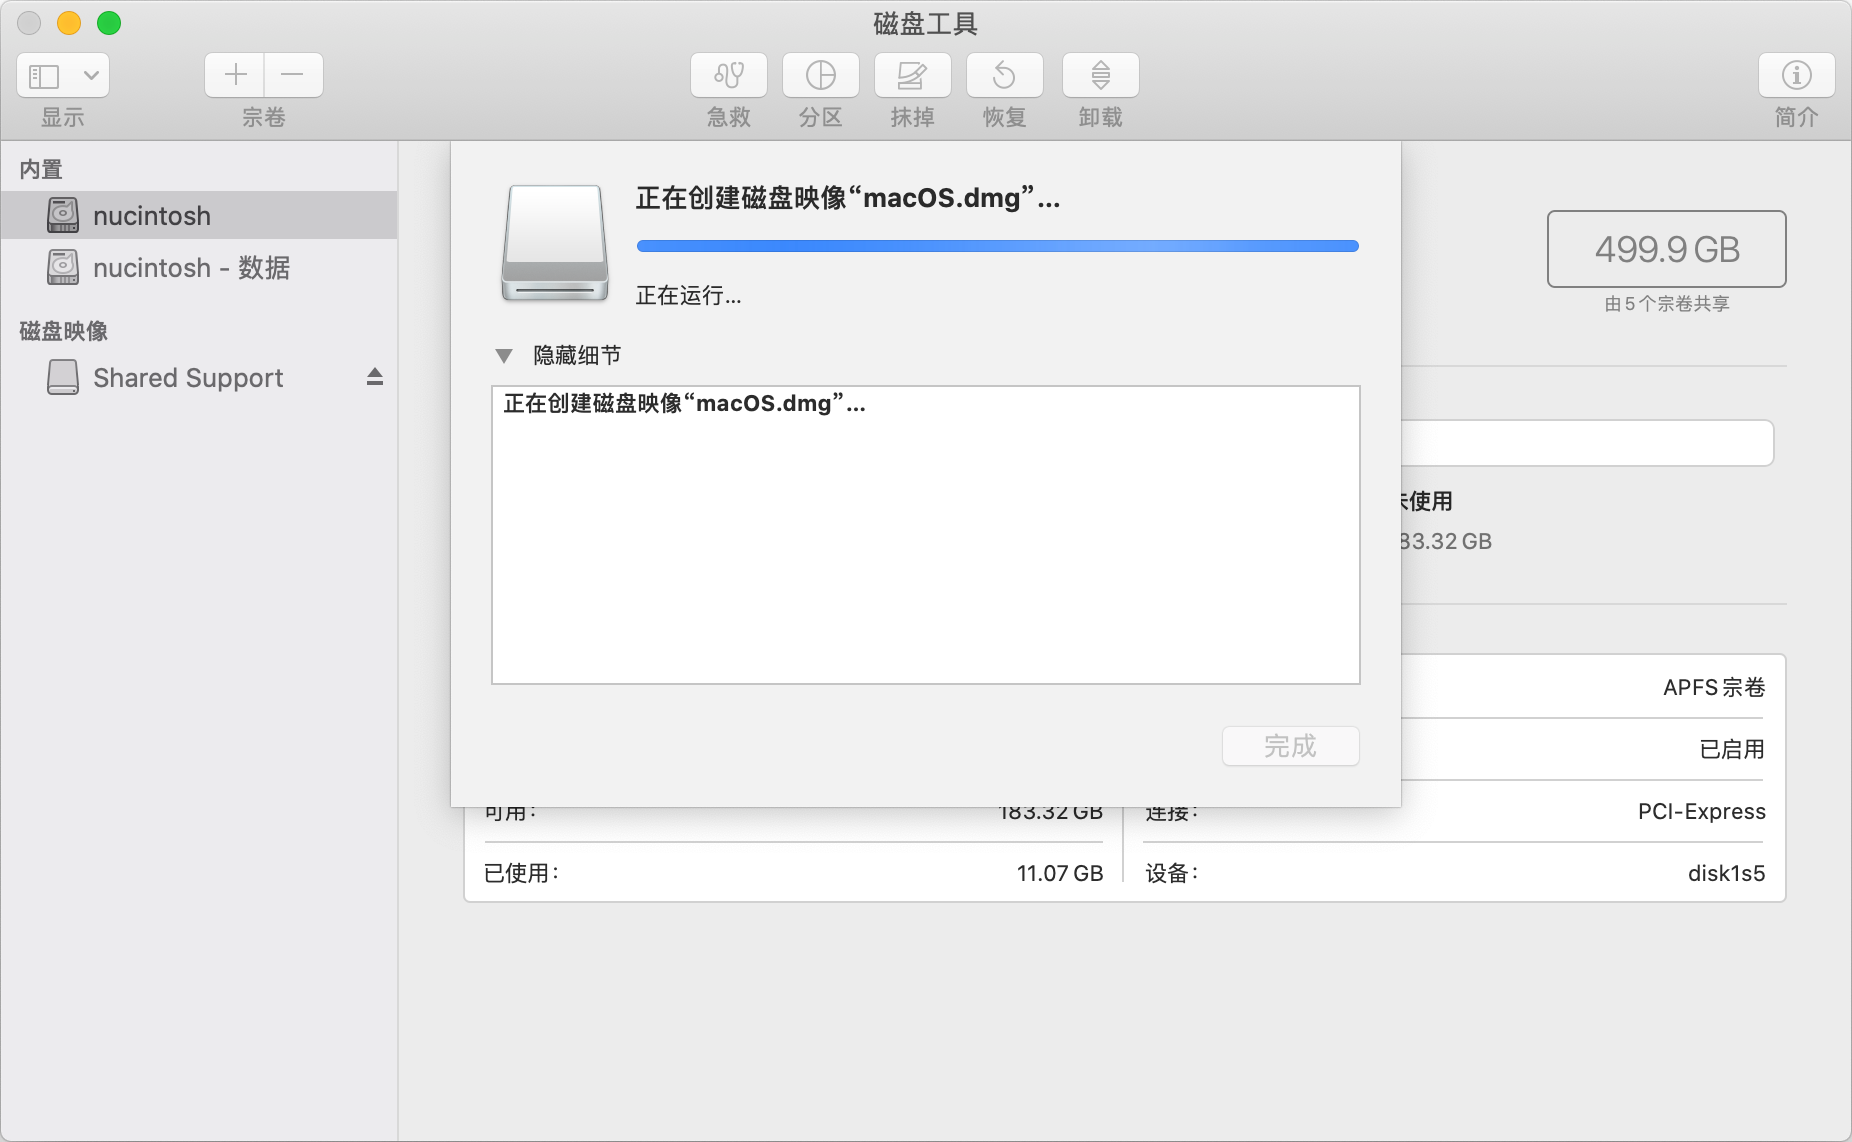 磁盘工具
显示
宗卷
急救
分区
抹掉
恢复
卸载
简介
内置
nucintosh
nucintosh - 数据
磁盘映像
Shared Support
正在创建磁盘映像“macOS.dmg”...
正在运行...
隐藏细节
正在创建磁盘映像“macOS.dmg”...
完成
499.9 GB
由 5 个宗卷共享
未使用
83.32 GB
APFS 宗卷
已启用
可用：
183.32 GB
连接：
PCI-Express
已使用：
11.07 GB
设备：
disk1s5